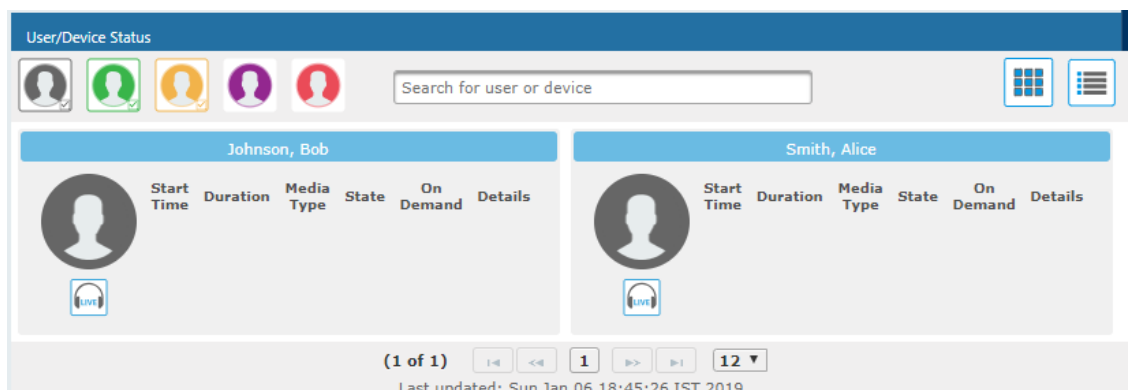 User/Device Status
Search for user or device
Johnson, Bob
Start Time Duration Media Type State On Demand Details
LIVE
Smith, Alice
Start Time Duration Media Type State On Demand Details
LIVE
(1 of 1) 1 12
Last updated: Sun Jan 06 18:45:26 IST 2019